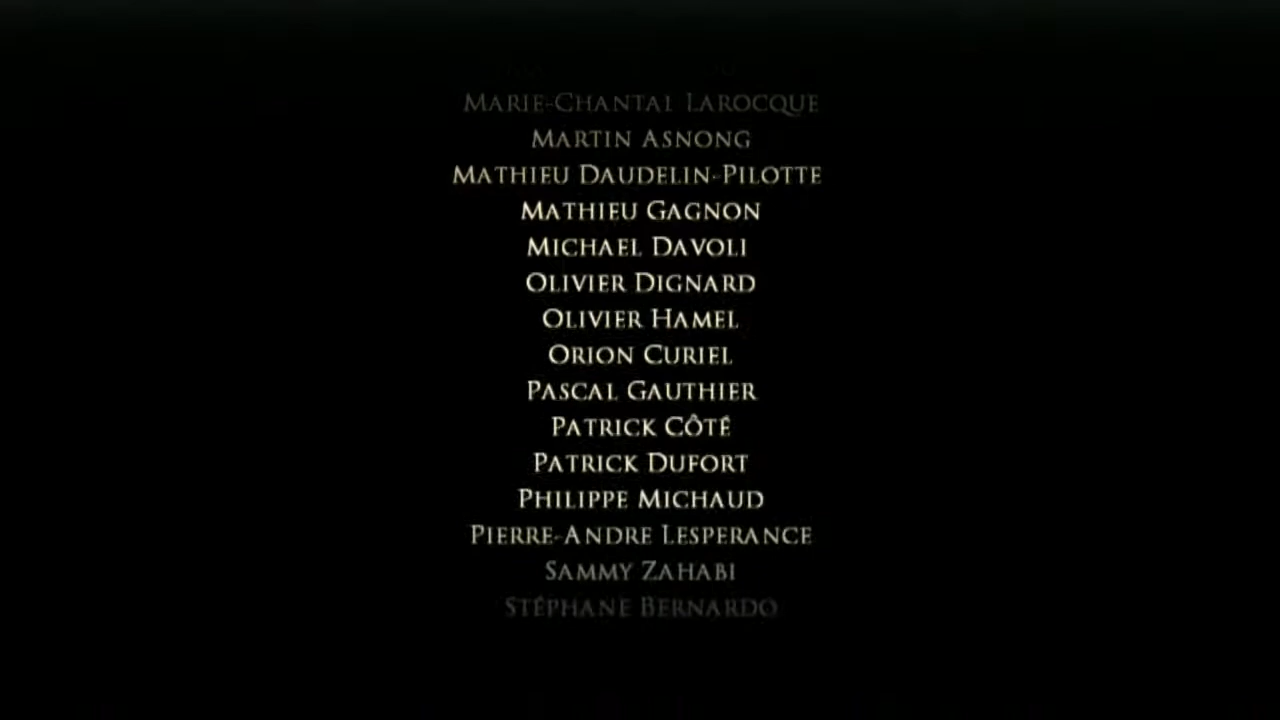 MARIE-CHANTAL LAROCQUE
MARTIN ASNONG
MATHIEU DAUDELIN-PILOTTE
MATHIEU GAGNON
MICHAEL DAVOLI
OLIVIER DIGNARD
OLIVIER HAMEL
ORION CURIEL
PASCAL GAUTHIER
PATRICK CÔTÉ
PATRICK DUFORT
PHILIPPE MICHAUD
PIERRE-ANDRE LESPERANCE
SAMMY ZAHABI
STÉPHANE BERNARDO